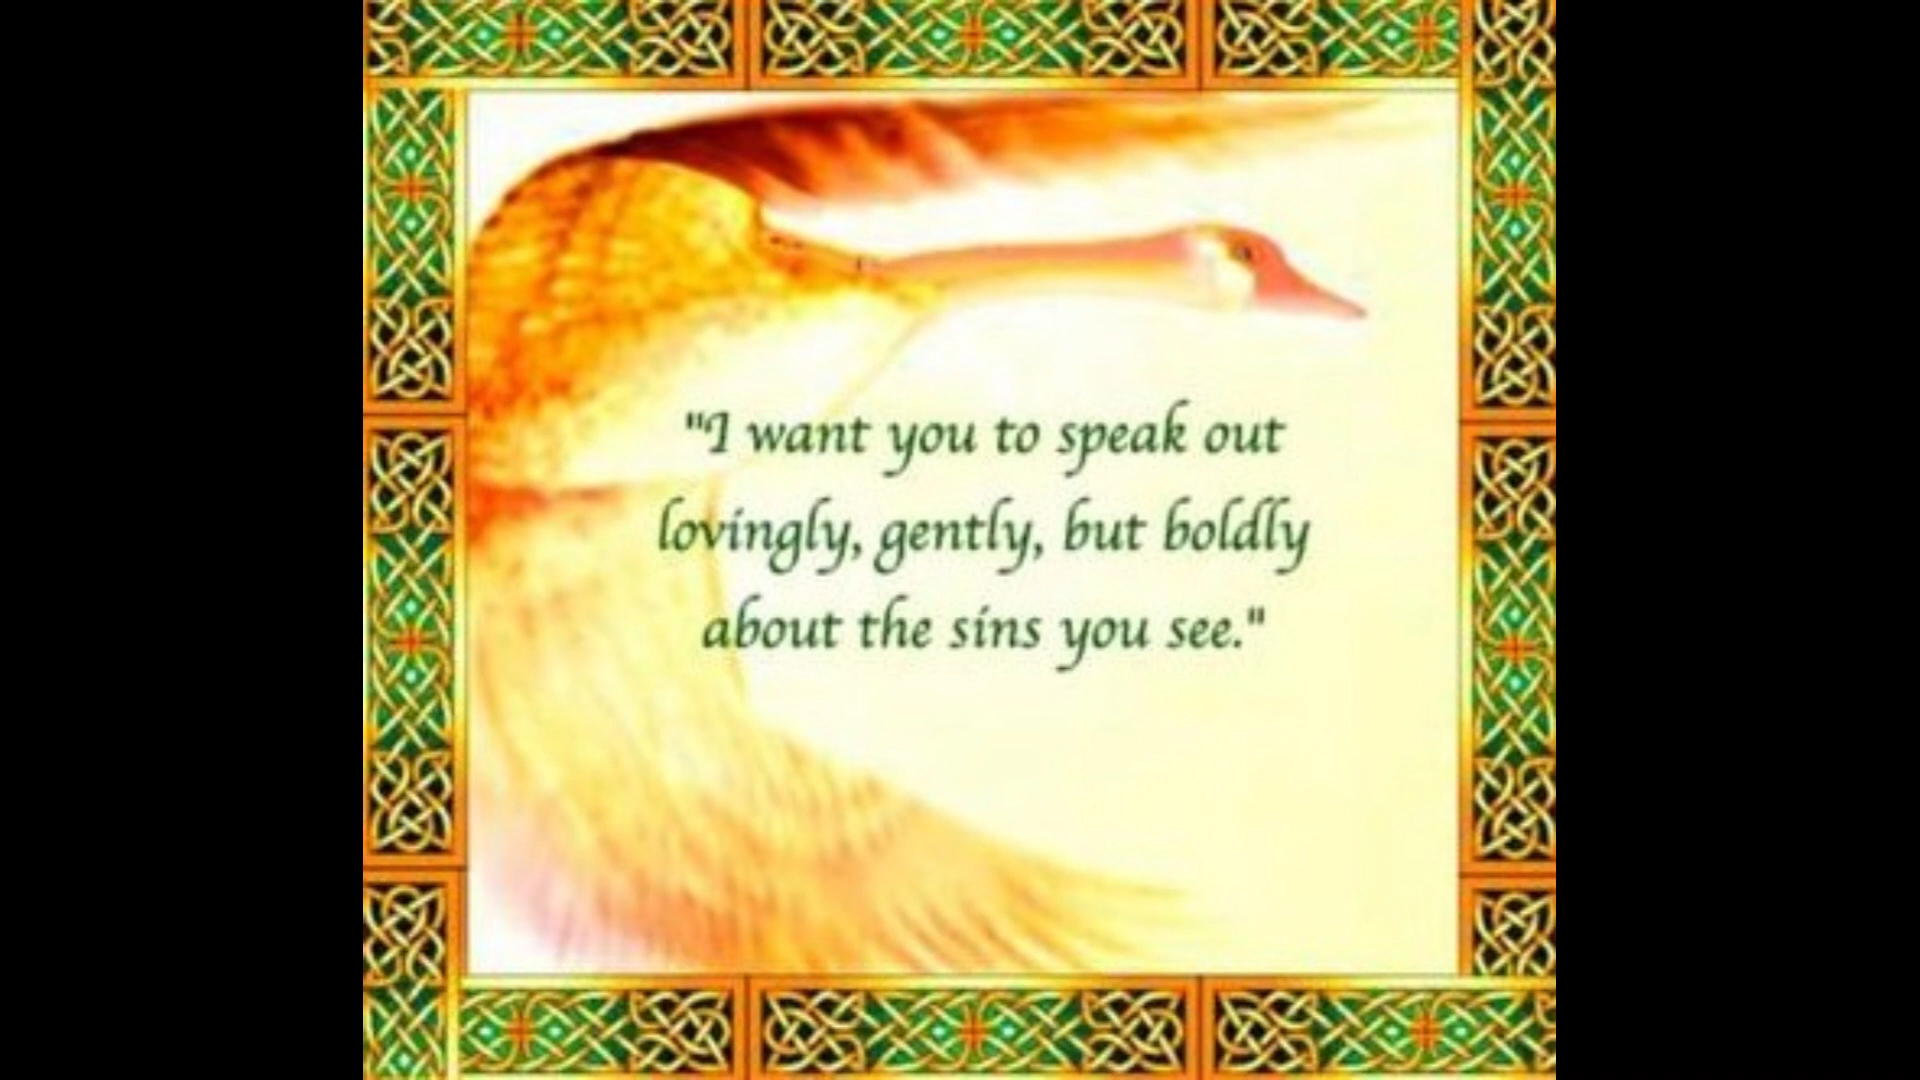 "I want you to speak out
lovingly, gently, but boldly
about the sins you see."